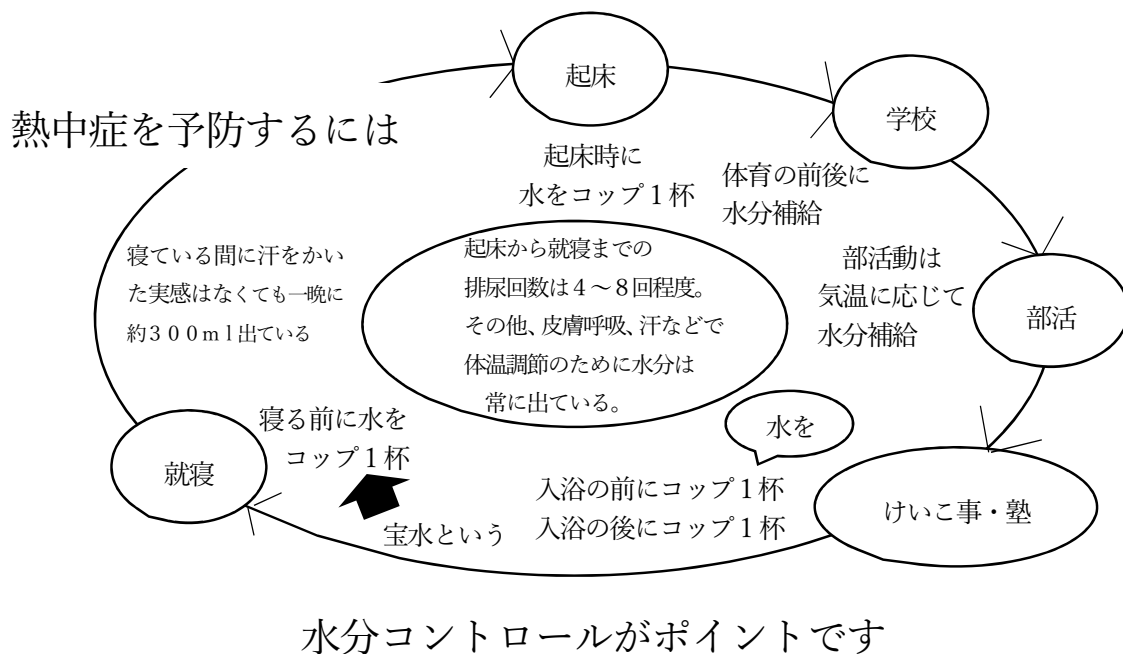 熱中症を予防するには
起床
学校
起床時に
水をコップ１杯
体育の前後に
水分補給
部活動は
気温に応じて
水分補給
部活
寝ている間に汗をかい
た実感はなくても一晩に
約３００ｍｌ出ている
起床から就寝までの
排尿回数は４～８回程度。
その他、皮膚呼吸、汗などで
体温調節のために水分は
常に出ている。
水を
けいこ事・塾
入浴の前にコップ１杯
入浴の後にコップ１杯
寝る前に水を
コップ１杯
宝水という
就寝
水分コントロールがポイントです